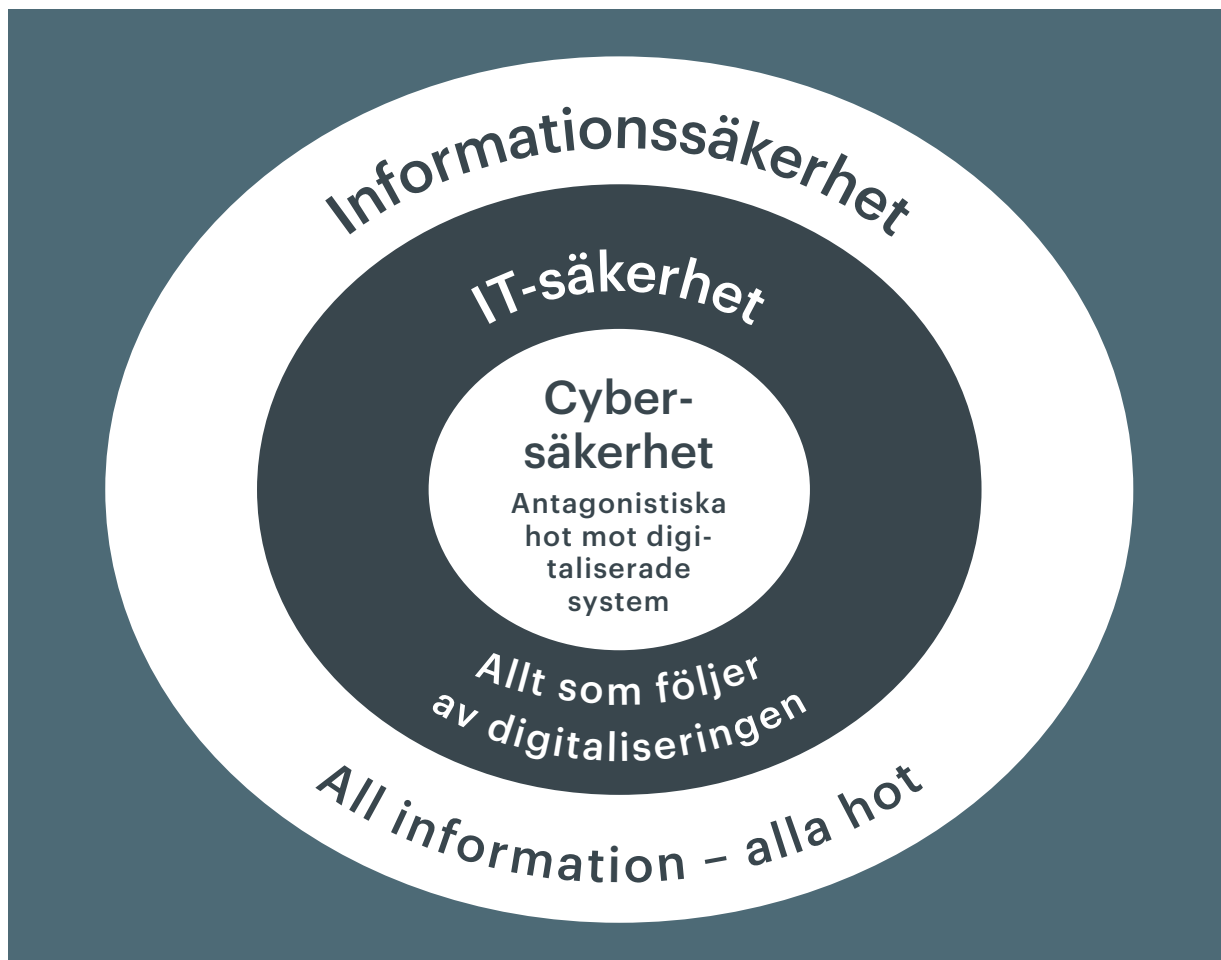 Informationssäkerhet
IT-säkerhet
Cyber-
säkerhet
Antagonistiska
hot mot digi-
taliserade
system
Allt som följer
av digitaliseringen
All information – alla hot